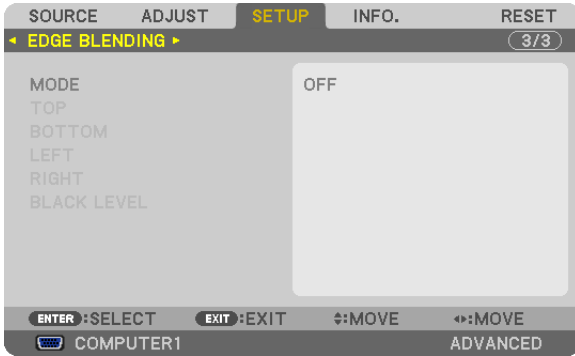 SOURCE ADJUST SETUP INFO. RESET
EDGE BLENDING 3/3
MODE OFF
TOP
BOTTOM
LEFT
RIGHT
BLACK LEVEL
ENTER :SELECT EXIT :EXIT :MOVE :MOVE
COMPUTER1 ADVANCED